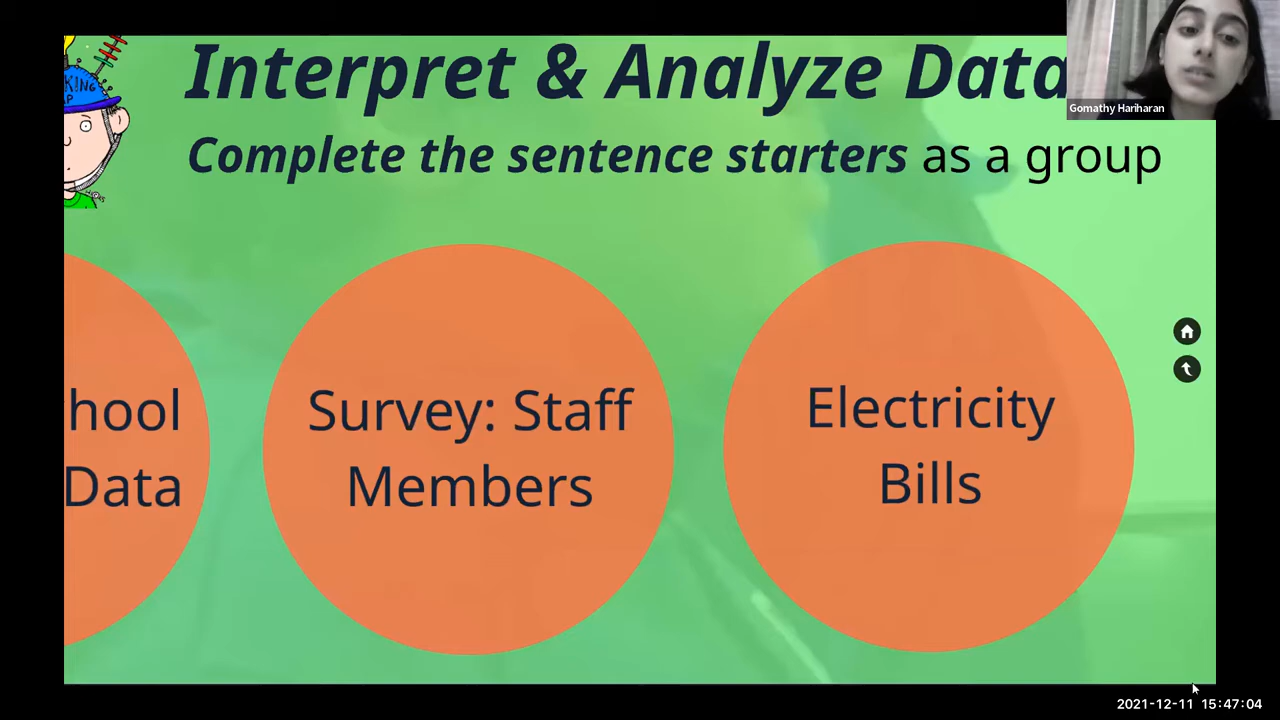 Interpret & Analyze Data
Gomathy Hariharan
Complete the sentence starters as a group
hool
Data
Survey: Staff
Members
Electricity
Bills
2021-12-11 15:47:04